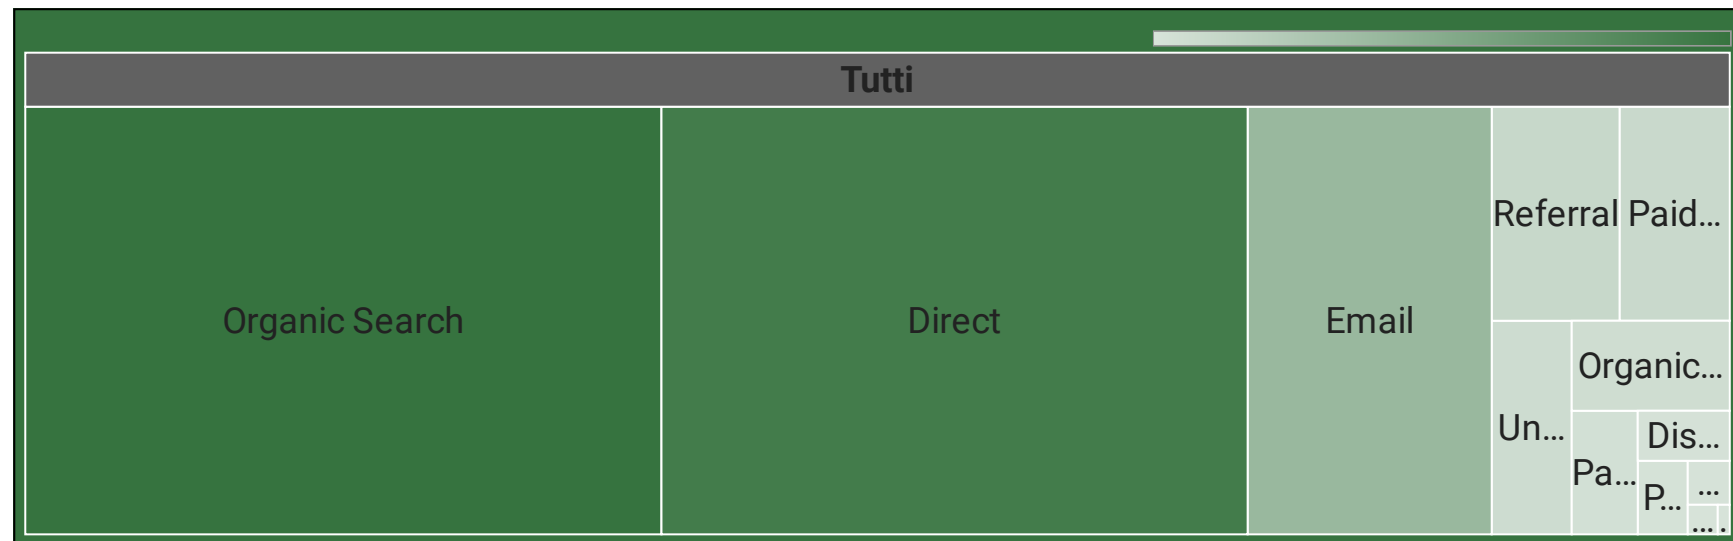 Tutti
Organic Search
Direct
Email
Referral
Paid...
Organic...
Un...
Dis...
Pa...
P...
...
...
.